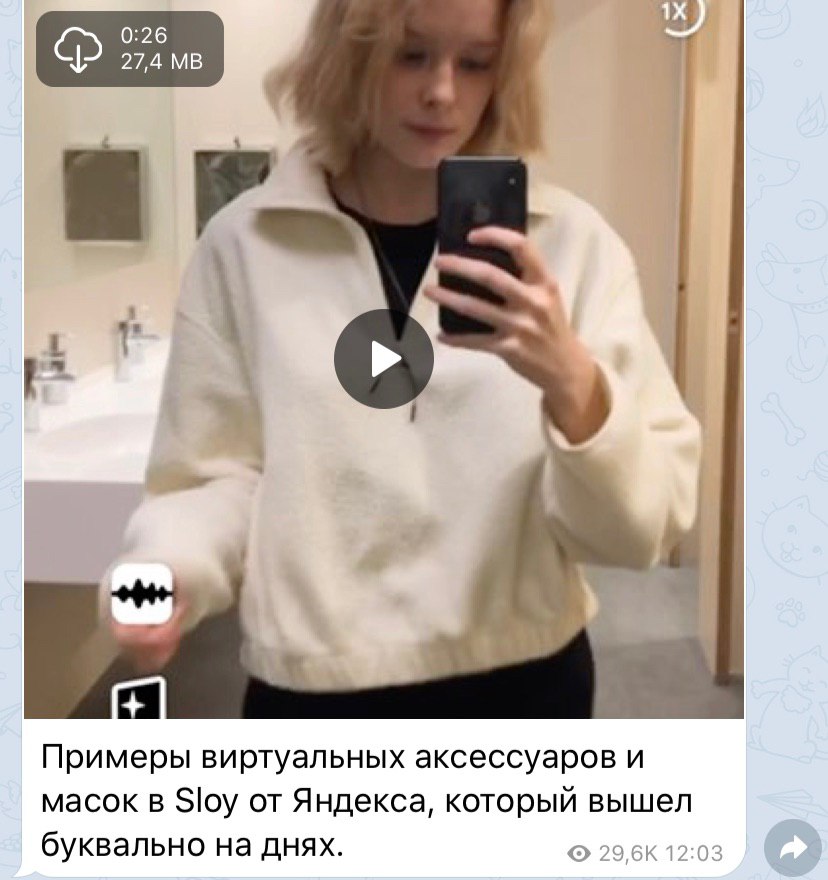 0:26
27,4 MB
1X
Примеры виртуальных аксессуаров и
масок в Sloy от Яндекса, который вышел
буквально на днях.
29,6K 12:03